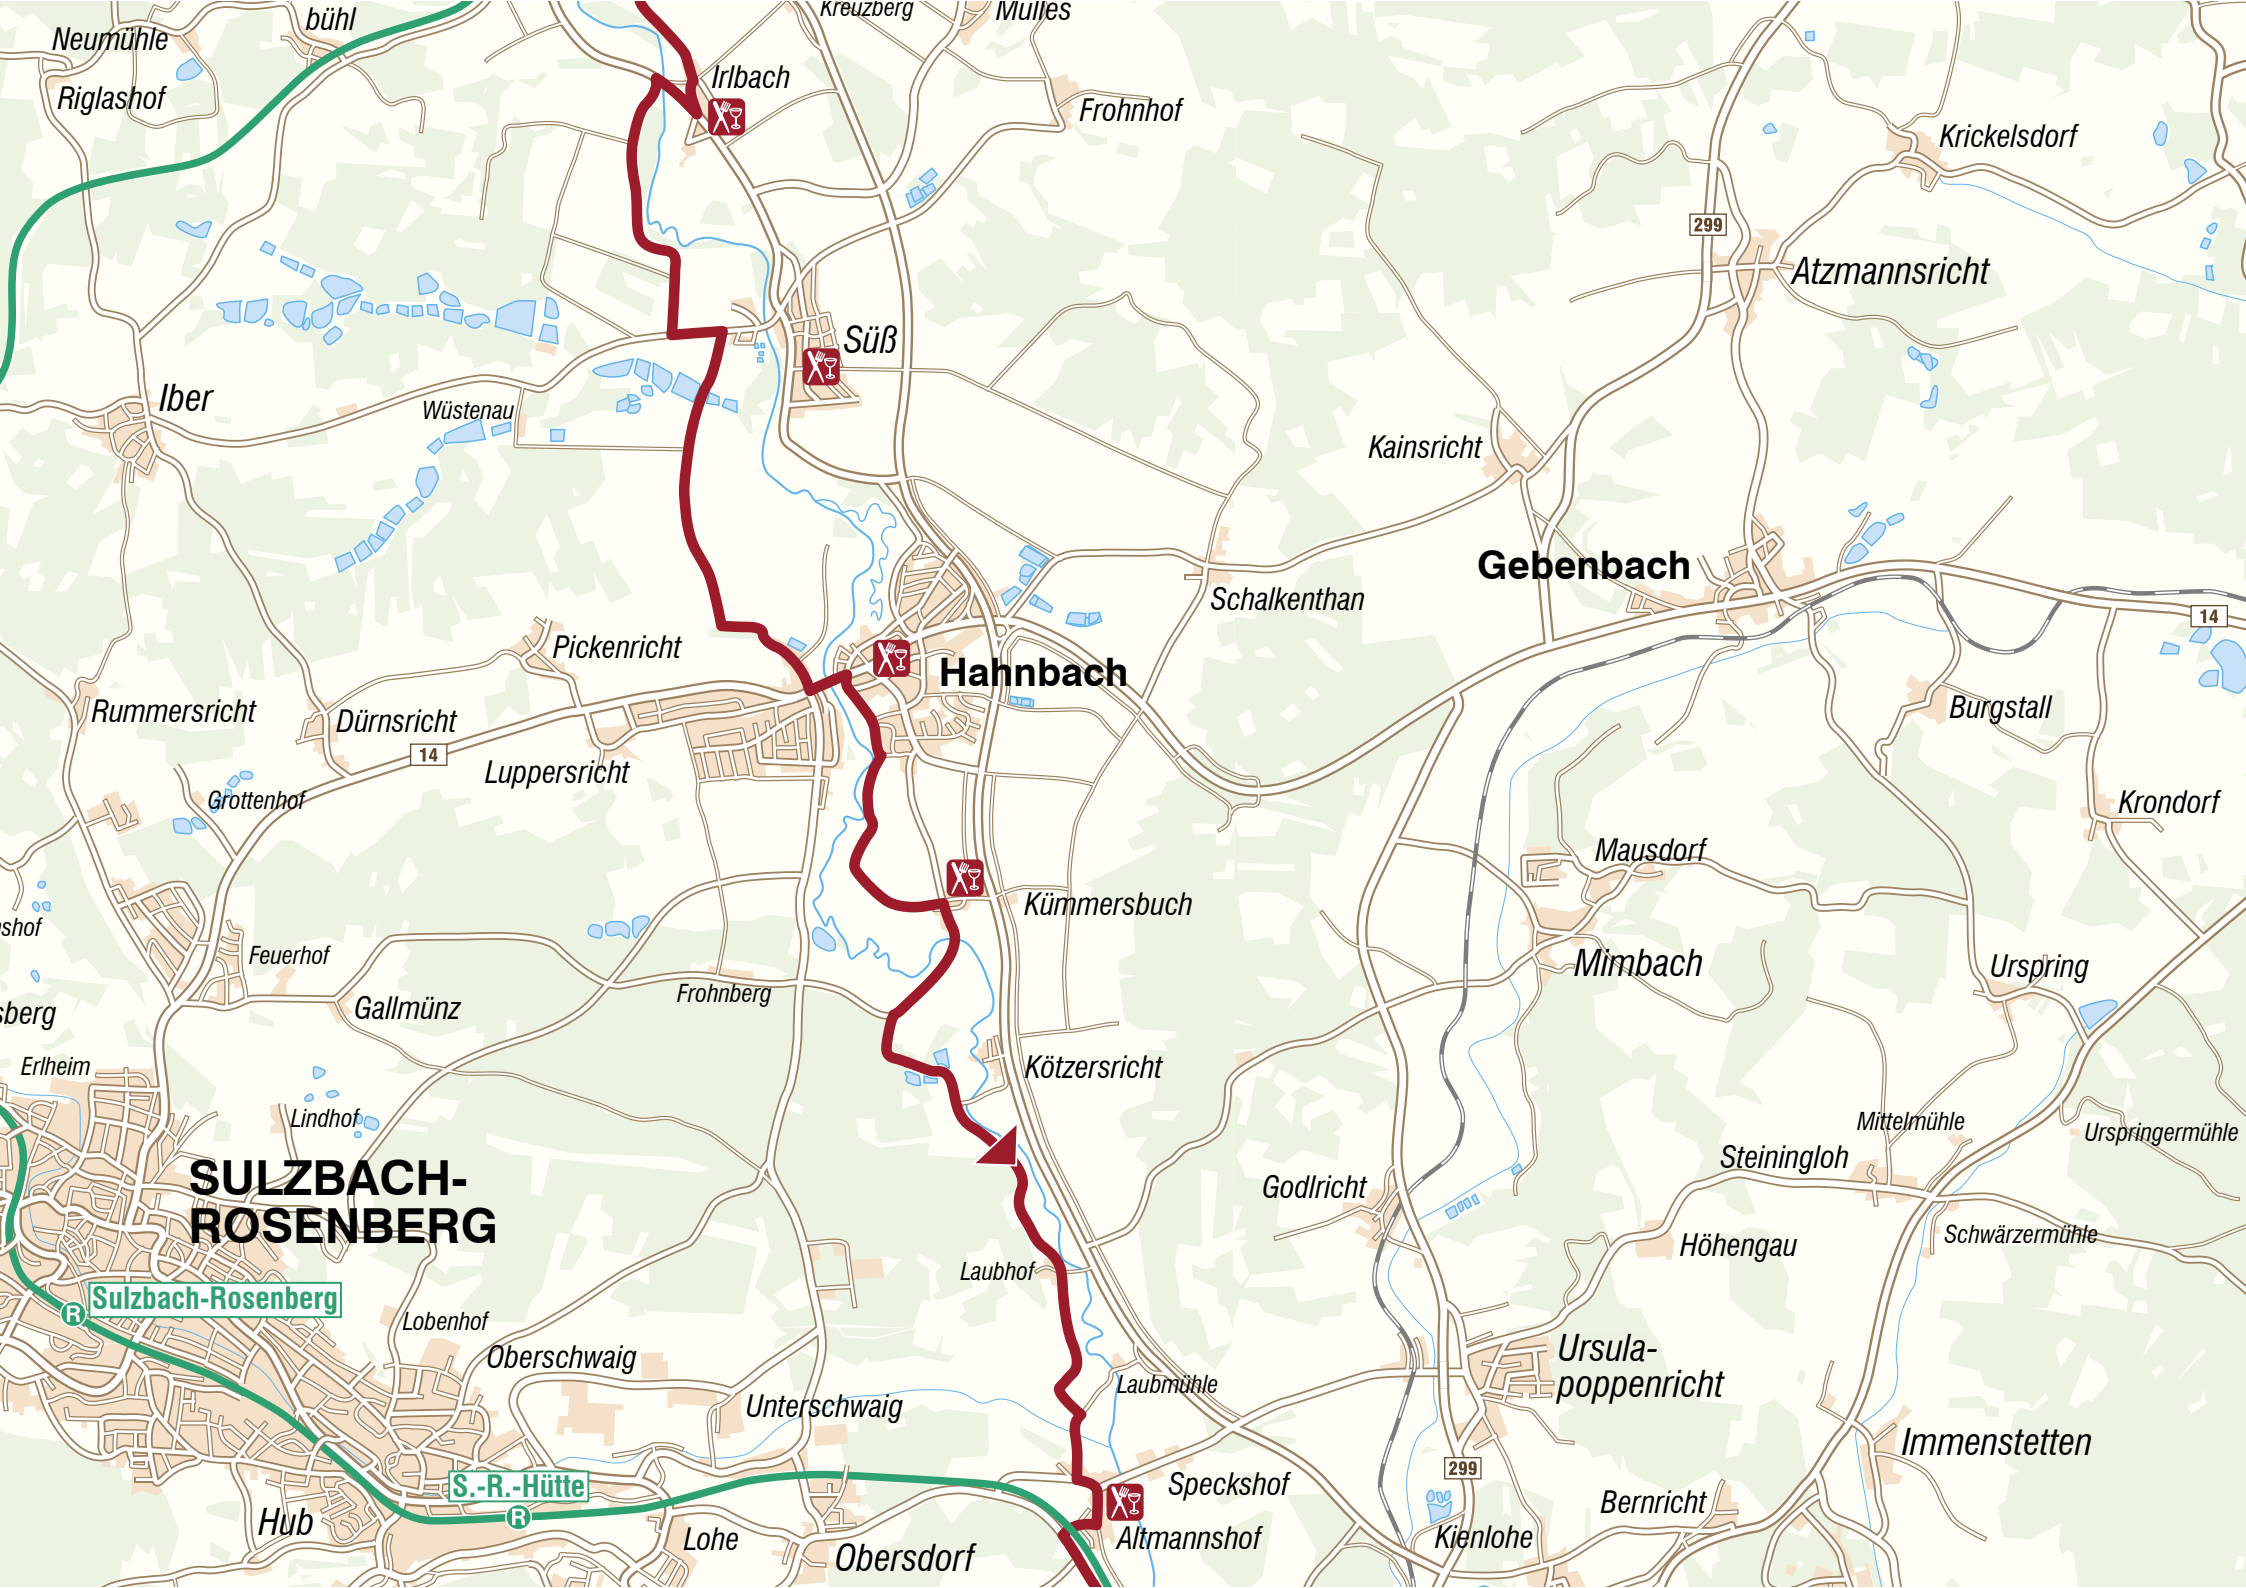 Kreuzberg
Mülles
bühl
Neumühle
Irlbach
Riglashof
Frohnhof
Krickelsdorf
299
Atzmannsricht
Süß
Iber
Wüstenau
Kainsricht
Gebenbach
Schalkenthan
14
Pickenricht
Hahnbach
Rummersricht
Dürnsricht
Burgstall
14
Luppersricht
Grottenhof
Krondorf
Mausdorf
Kümmersbuch
shof
Feuerhof
Mimbach
Urspring
Frohnberg
Gallmünz
sberg
Erlheim
Kötzersricht
Lindhof
Mittelmühle
Urspringermühle
Steiningloh
SULZBACH-
ROSENBERG
Godlricht
Schwärzermühle
Höhengau
Laubhof
Sulzbach-Rosenberg
R
Lobenhof
Oberschwaig
Ursula-
poppenricht
Laubmühle
Unterschwaig
Immenstetten
299
S.-R.-Hütte
R
Speckshof
Bernricht
Hub
Lohe
Altmannshof
Kienlohe
Obersdorf